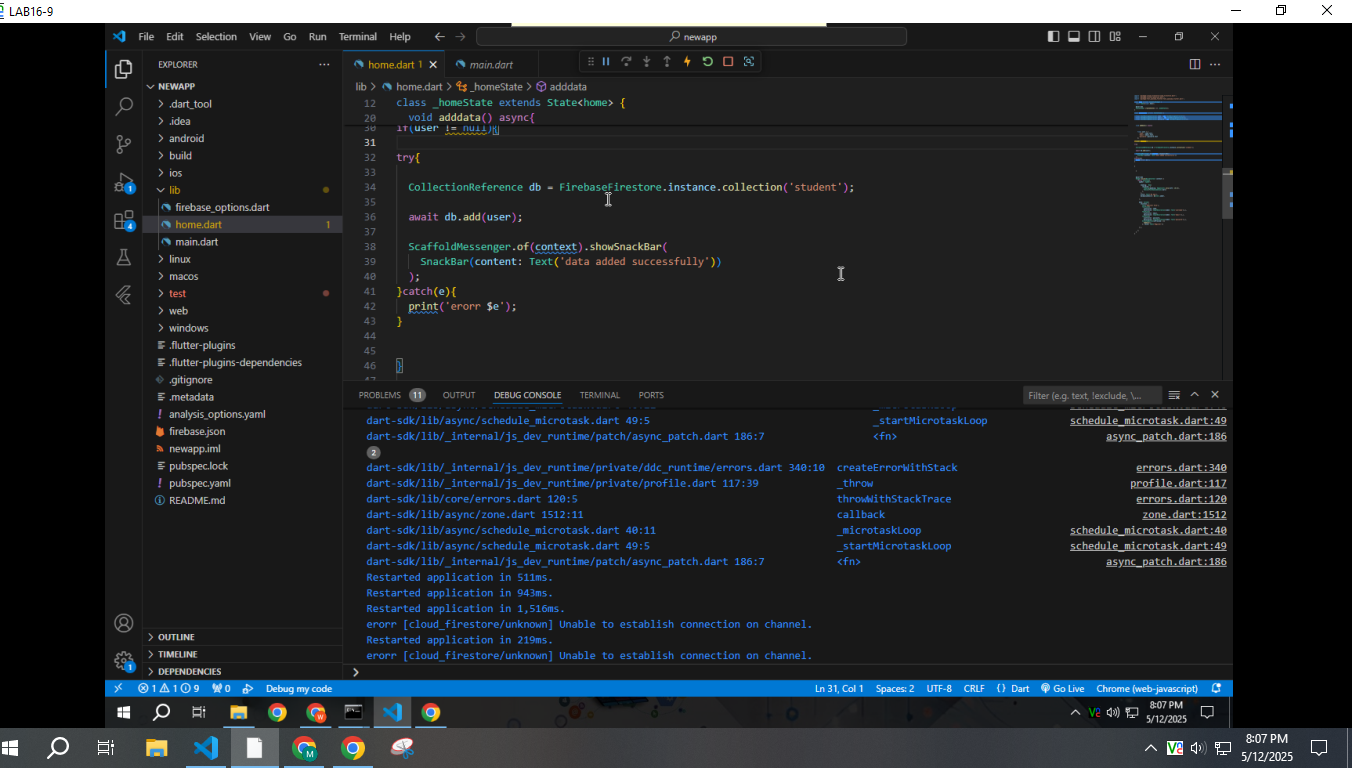 LAB16-9
File Edit Selection View Go Run Terminal Help
newapp
EXPLORER
NEWAPP
.dart_tool
.idea
android
build
ios
lib
firebase_options.dart
home.dart 1
main.dart
linux
macos
test
web
windows
.flutter-plugins
.flutter-plugins-dependencies
.gitignore
.metadata
analysis_options.yaml
firebase.json
newapp.iml
pubspec.lock
pubspec.yaml
README.md
OUTLINE
TIMELINE
DEPENDENCIES
home.dart 1
main.dart
lib > home.dart > _homeState > adddata
12 class _homeState extends State<home> {
20 void adddata() async{
30 if(user != null){
31
32 try{
33
34 CollectionReference db = FirebaseFirestore.instance.collection('student');
35
36 await db.add(user);
37
38 ScaffoldMessenger.of(context).showSnackBar(
39 SnackBar(content: Text('data added successfully'))
40 );
41 }catch(e){
42 print('erorr $e');
43 }
44
45
46 }
PROBLEMS 11 OUTPUT DEBUG CONSOLE TERMINAL PORTS
Filter (e.g. text, !exclude, \...
dart-sdk/lib/async/schedule_microtask.dart 49:5 _startMicrotaskLoop schedule_microtask.dart:49
dart-sdk/lib/_internal/js_dev_runtime/patch/async_patch.dart 186:7 <fn> async_patch.dart:186
2
dart-sdk/lib/_internal/js_dev_runtime/private/ddc_runtime/errors.dart 340:10 createErrorWithStack errors.dart:340
dart-sdk/lib/_internal/js_dev_runtime/private/profile.dart 117:39 _throw profile.dart:117
dart-sdk/lib/core/errors.dart 120:5 throwWithStackTrace errors.dart:120
dart-sdk/lib/async/zone.dart 1512:11 callback zone.dart:1512
dart-sdk/lib/async/schedule_microtask.dart 40:11 _microtaskLoop schedule_microtask.dart:40
dart-sdk/lib/async/schedule_microtask.dart 49:5 _startMicrotaskLoop schedule_microtask.dart:49
dart-sdk/lib/_internal/js_dev_runtime/patch/async_patch.dart 186:7 <fn> async_patch.dart:186
Restarted application in 511ms.
Restarted application in 943ms.
Restarted application in 1,516ms.
erorr [cloud_firestore/unknown] Unable to establish connection on channel.
Restarted application in 219ms.
erorr [cloud_firestore/unknown] Unable to establish connection on channel.
1 1 9 0 Debug my code Ln 31, Col 1 Spaces: 2 UTF-8 CRLF {} Dart Go Live Chrome (web-javascript)
8:07 PM
5/12/2025
8:07 PM
5/12/2025